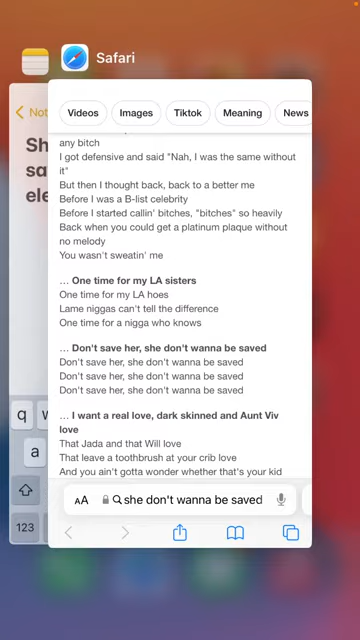 Safari
Not
Sh
sa
ele
Videos
Images
Tiktok
Meaning
News
any bitch
I got defensive and said "Nah, I was the same without
it"
But then I thought back, back to a better me
Before I was a B-list celebrity
Before I started callin' bitches, "bitches" so heavily
Back when you could get a platinum plaque without
no melody
You wasn't sweatin' me
... One time for my LA sisters
One time for my LA hoes
Lame niggas can't tell the difference
One time for a nigga who knows
... Don't save her, she don't wanna be saved
Don't save her, she don't wanna be saved
Don't save her, she don't wanna be saved
Don't save her, she don't wanna be saved
... I want a real love, dark skinned and Aunt Viv
love
That Jada and that Will love
That leave a toothbrush at your crib love
And you ain't gotta wonder whether that's your kid
q
a
123
AA
she don't wanna be saved